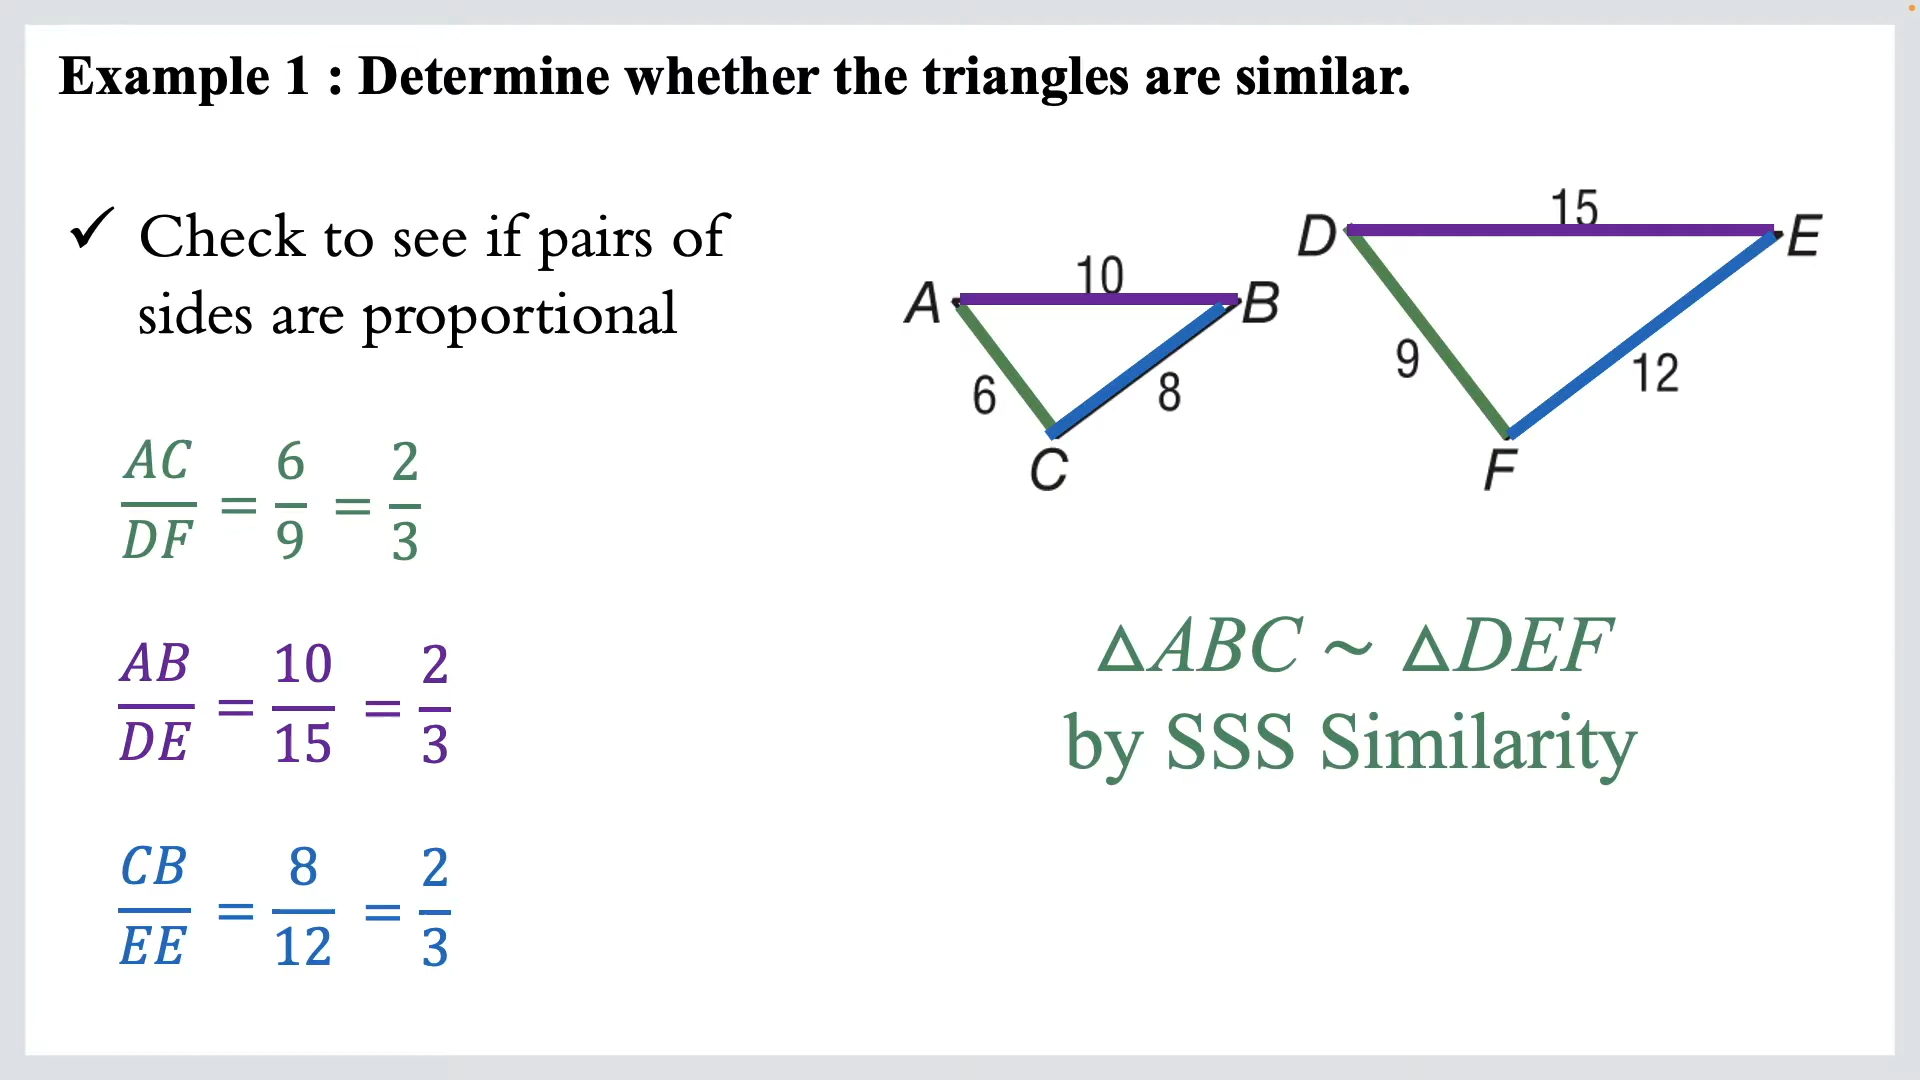 Example 1 : Determine whether the triangles are similar.
✓ Check to see if pairs of
sides are proportional
AC/DF = 6/9 = 2/3
AB/DE = 10/15 = 2/3
CB/EE = 8/12 = 2/3
A
10
B
6
8
C
D
15
E
9
12
F
△ABC ~ △DEF
by SSS Similarity